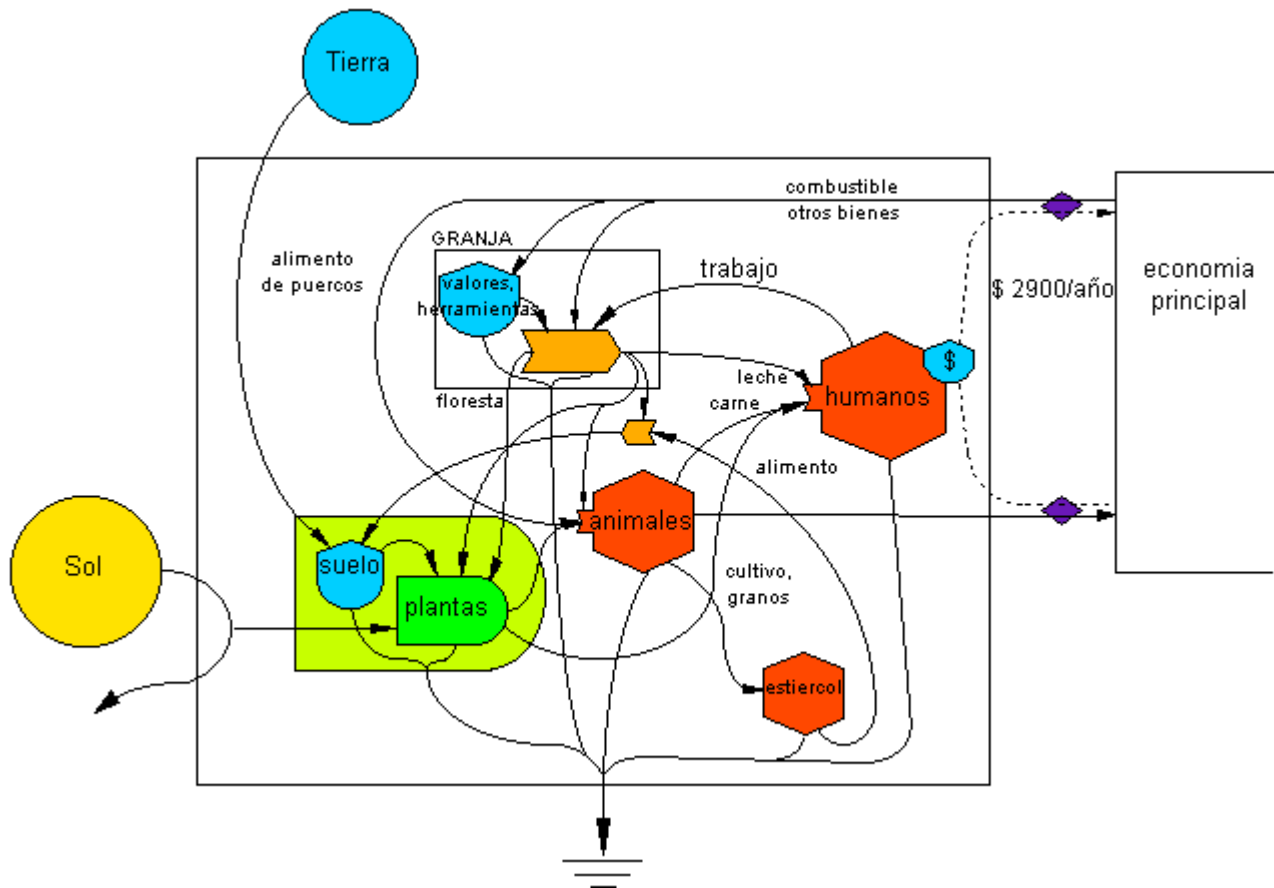 Tierra
combustible
otros bienes
GRANJA
alimento
de puercos
trabajo
economia
principal
$ 2900/año
valores,
herramientas
$
leche
carne
humanos
floresta
alimento
animales
Sol
suelo
plantas
cultivo,
granos
estiercol